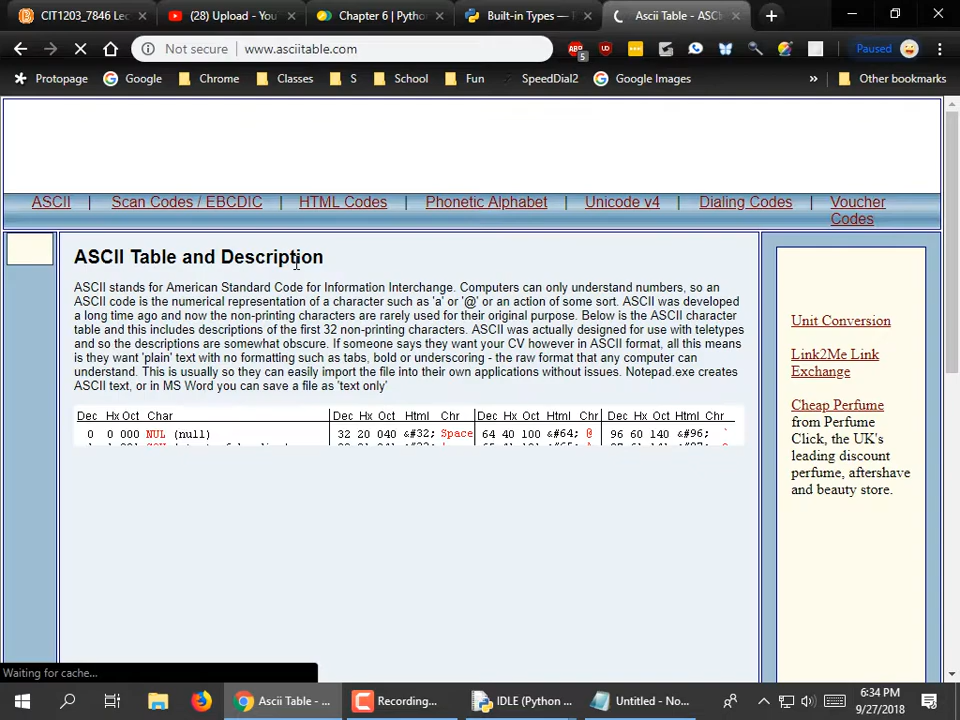 CIT1203_7846 Lec
(28) Upload - You
Chapter 6 | Pytho
Built-in Types —
Ascii Table - ASC
Not secure | www.asciitable.com
5
Paused
Protopage
Google
Chrome
Classes
S
School
Fun
SpeedDial2
Google Images
»
Other bookmarks
ASCII | Scan Codes / EBCDIC | HTML Codes | Phonetic Alphabet | Unicode v4 | Dialing Codes | Voucher
Codes
ASCII Table and Description
ASCII stands for American Standard Code for Information Interchange. Computers can only understand numbers, so an
ASCII code is the numerical representation of a character such as 'a' or '@' or an action of some sort. ASCII was developed
a long time ago and now the non-printing characters are rarely used for their original purpose. Below is the ASCII character
table and this includes descriptions of the first 32 non-printing characters. ASCII was actually designed for use with teletypes
and so the descriptions are somewhat obscure. If someone says they want your CV however in ASCII format, all this means
is they want 'plain' text with no formatting such as tabs, bold or underscoring - the raw format that any computer can
understand. This is usually so they can easily import the file into their own applications without issues. Notepad.exe creates
ASCII text, or in MS Word you can save a file as 'text only'
Dec Hx Oct Char Dec Hx Oct Html Chr Dec Hx Oct Html Chr Dec Hx Oct Html Chr
0 0 000 NUL (null) 32 20 040 &#32; Space 64 40 100 &#64; @ 96 60 140 &#96; `
Unit Conversion
Link2Me Link
Exchange
Cheap Perfume
from Perfume
Click, the UK's
leading discount
perfume, aftershave
and beauty store.
Waiting for cache...
Ascii Table - ...
Recording...
IDLE (Python ...
Untitled - No...
6:34 PM
9/27/2018